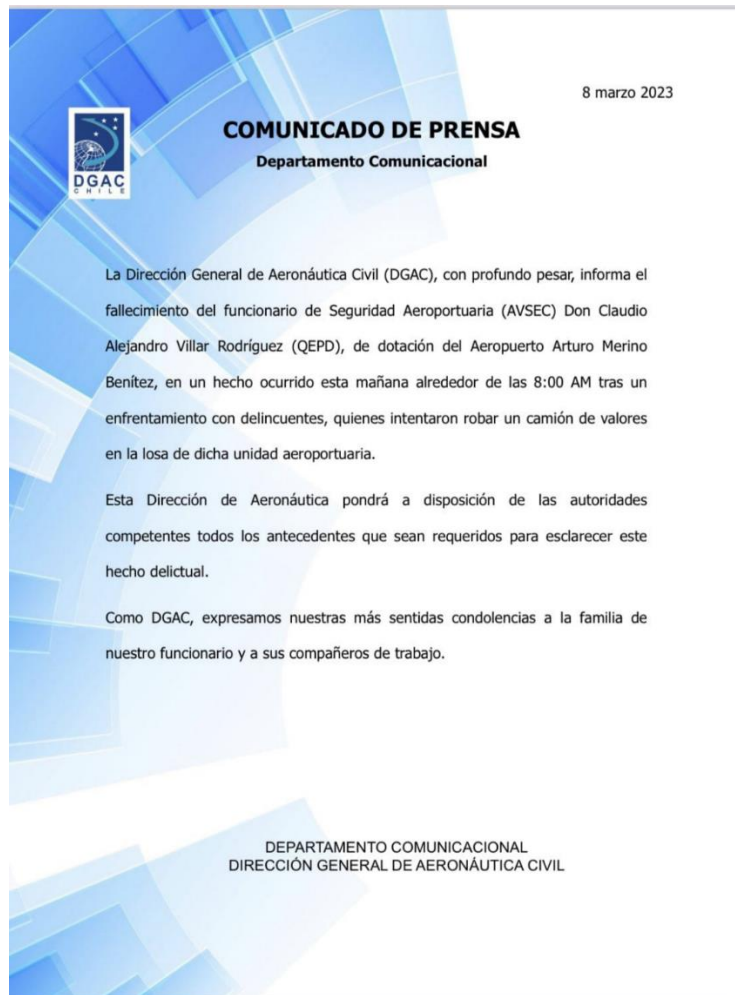 8 marzo 2023
COMUNICADO DE PRENSA
Departamento Comunicacional
DGAC
CHILE
La Dirección General de Aeronáutica Civil (DGAC), con profundo pesar, informa el
fallecimiento del funcionario de Seguridad Aeroportuaria (AVSEC) Don Claudio
Alejandro Villar Rodríguez (QEPD), de dotación del Aeropuerto Arturo Merino
Benítez, en un hecho ocurrido esta mañana alrededor de las 8:00 AM tras un
enfrentamiento con delincuentes, quienes intentaron robar un camión de valores
en la losa de dicha unidad aeroportuaria.
Esta Dirección de Aeronáutica pondrá a disposición de las autoridades
competentes todos los antecedentes que sean requeridos para esclarecer este
hecho delictual.
Como DGAC, expresamos nuestras más sentidas condolencias a la familia de
nuestro funcionario y a sus compañeros de trabajo.
DEPARTAMENTO COMUNICACIONAL
DIRECCIÓN GENERAL DE AERONÁUTICA CIVIL